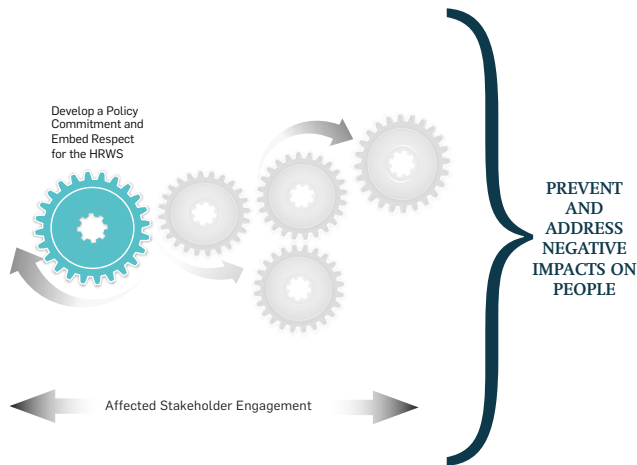 Develop a Policy
Commitment and
Embed Respect
for the HRWS
PREVENT
AND
ADDRESS
NEGATIVE
IMPACTS ON
PEOPLE
Affected Stakeholder Engagement